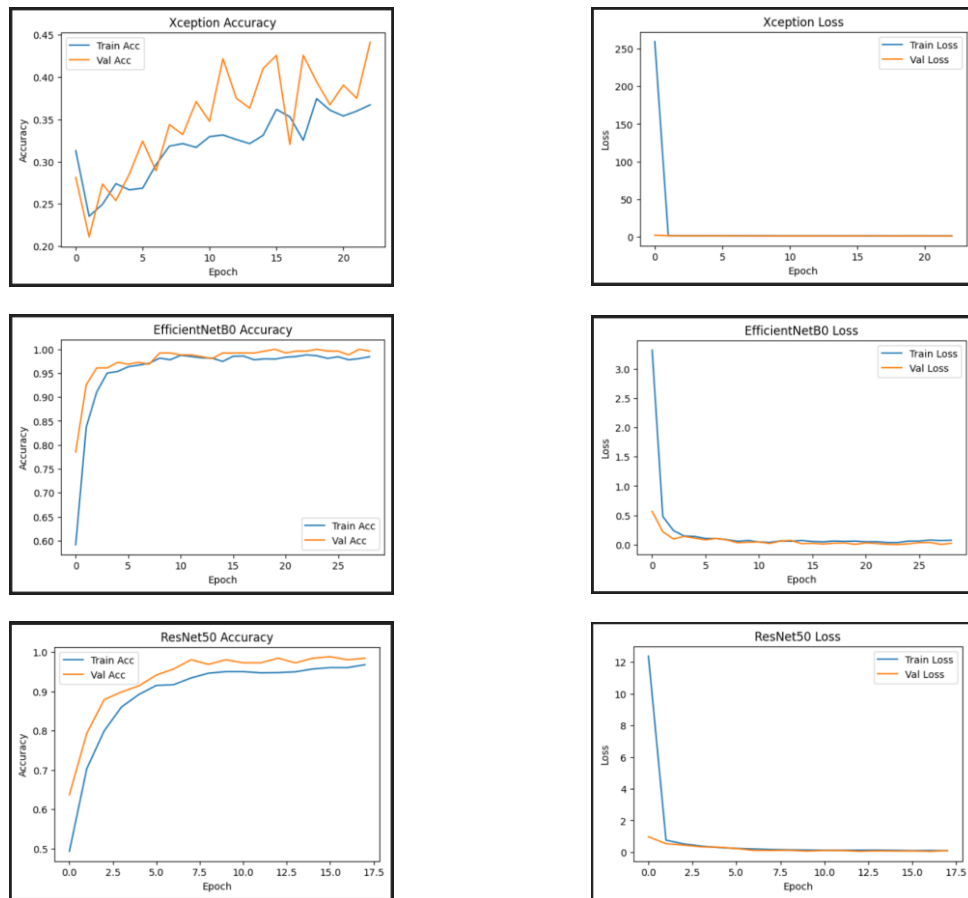 Xception Accuracy
Train Acc
Val Acc
0.45
0.40
0.35
0.30
0.25
0.20
Accuracy
0 5 10 15 20
Epoch
Xception Loss
Train Loss
Val Loss
250
200
150
100
50
0
Loss
0 5 10 15 20
Epoch
EfficientNetB0 Accuracy
1.00
0.95
0.90
0.85
0.80
0.75
0.70
0.65
0.60
Accuracy
Train Acc
Val Acc
0 5 10 15 20 25
Epoch
EfficientNetB0 Loss
Train Loss
Val Loss
3.0
2.5
2.0
1.5
1.0
0.5
0.0
Loss
0 5 10 15 20 25
Epoch
ResNet50 Accuracy
Train Acc
Val Acc
1.0
0.9
0.8
0.7
0.6
0.5
Accuracy
0.0 2.5 5.0 7.5 10.0 12.5 15.0 17.5
Epoch
ResNet50 Loss
Train Loss
Val Loss
12
10
8
6
4
2
0
Loss
0.0 2.5 5.0 7.5 10.0 12.5 15.0 17.5
Epoch